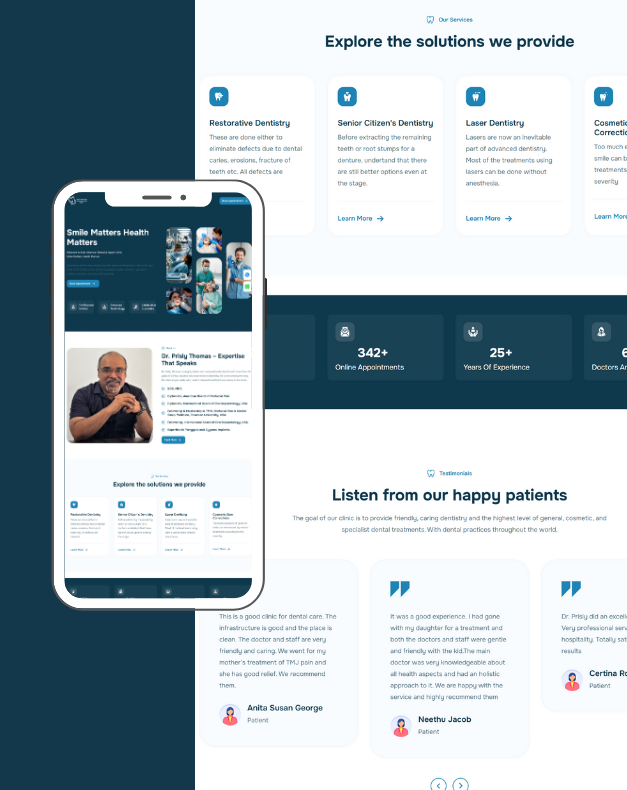 Our Services
Explore the solutions we provide
Restorative Dentistry
These are done either to
eliminate defects due to dental
caries, erosions, fracture of
teeth etc. All defects are
Senior Citizen's Dentistry
Before extracting the remaining
teeth or root stumps for a
denture, undertand that there
are still better options even at
the stage.
Learn More
Laser Dentistry
Lasers are now an inevitable
part of advanced dentistry.
Most of the treatments using
lasers can be done without
anesthesia.
Learn More
Cosmetic
Correctio
Too much e
smile can b
treatments
severity
Learn More
Smile Matters Health
Matters
Dr. Prisly Thomas – Expertise
That Speaks
Explore the solutions we provide
Restorative Dentistry
Senior Citizen's Dentistry
Laser Dentistry
342+
Online Appointments
25+
Years Of Experience
6
Doctors An
Testimonials
Listen from our happy patients
The goal of our clinic is to provide friendly, caring dentistry and the highest level of general, cosmetic, and
specialist dental treatments. With dental practices throughout the world.
This is a good clinic for dental care. The
infrastructure is good and the place is
clean. The doctor and staff are very
friendly and caring. We went for my
mother's treatment of TMJ pain and
she has good relief. We recommend
them.
Anita Susan George
Patient
It was a good experience. I had gone
with my daughter for a treatment and
both the doctors and staff were gentle
and friendly with the kid.The main
doctor was very knowledgeable about
all health aspects and had an holistic
approach to it. We are happy with the
service and highly recommend them
Neethu Jacob
Patient
Dr. Prisly did an excelle
Very professional serv
hospitality. Totally sat
results
Certina Ro
Patient